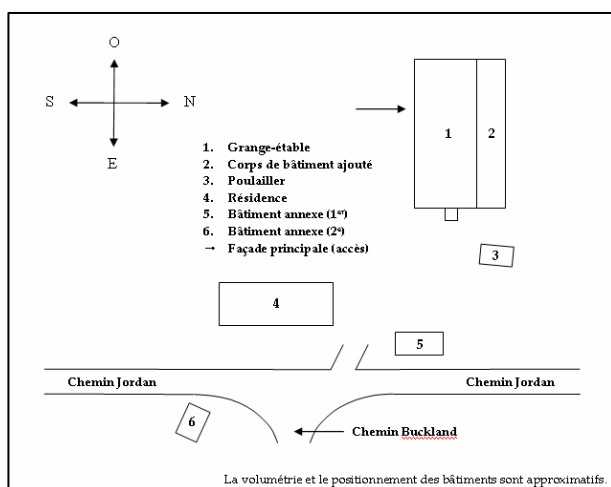 O
S
N
E
1. Grange-étable
2. Corps de bâtiment ajouté
3. Poulailler
4. Résidence
5. Bâtiment annexe (1er)
6. Bâtiment annexe (2e)
→ Façade principale (accès)
1
2
3
4
5
Chemin Jordan
Chemin Jordan
6
Chemin Buckland
La volumétrie et le positionnement des bâtiments sont approximatifs.